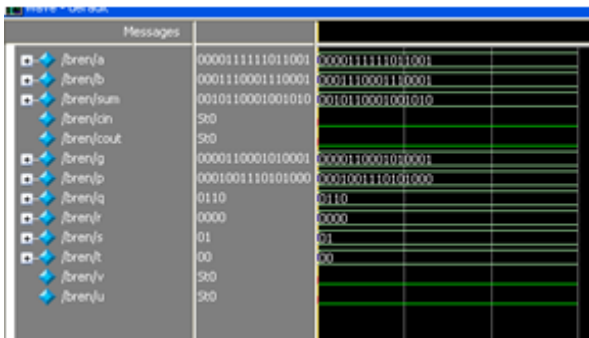 Wave - default
Messages
/bren/a 0000111111011001 0000111111011001
/bren/b 0001110001110001 0001110001110001
/bren/sum 0010110001001010 0010110001001010
/bren/cin St0
/bren/cout St0
/bren/g 0000110001010001 0000110001010001
/bren/p 0001001110101000 0001001110101000
/bren/q 0110 0110
/bren/r 0000 0000
/bren/s 01 01
/bren/t 00 00
/bren/v St0
/bren/u St0